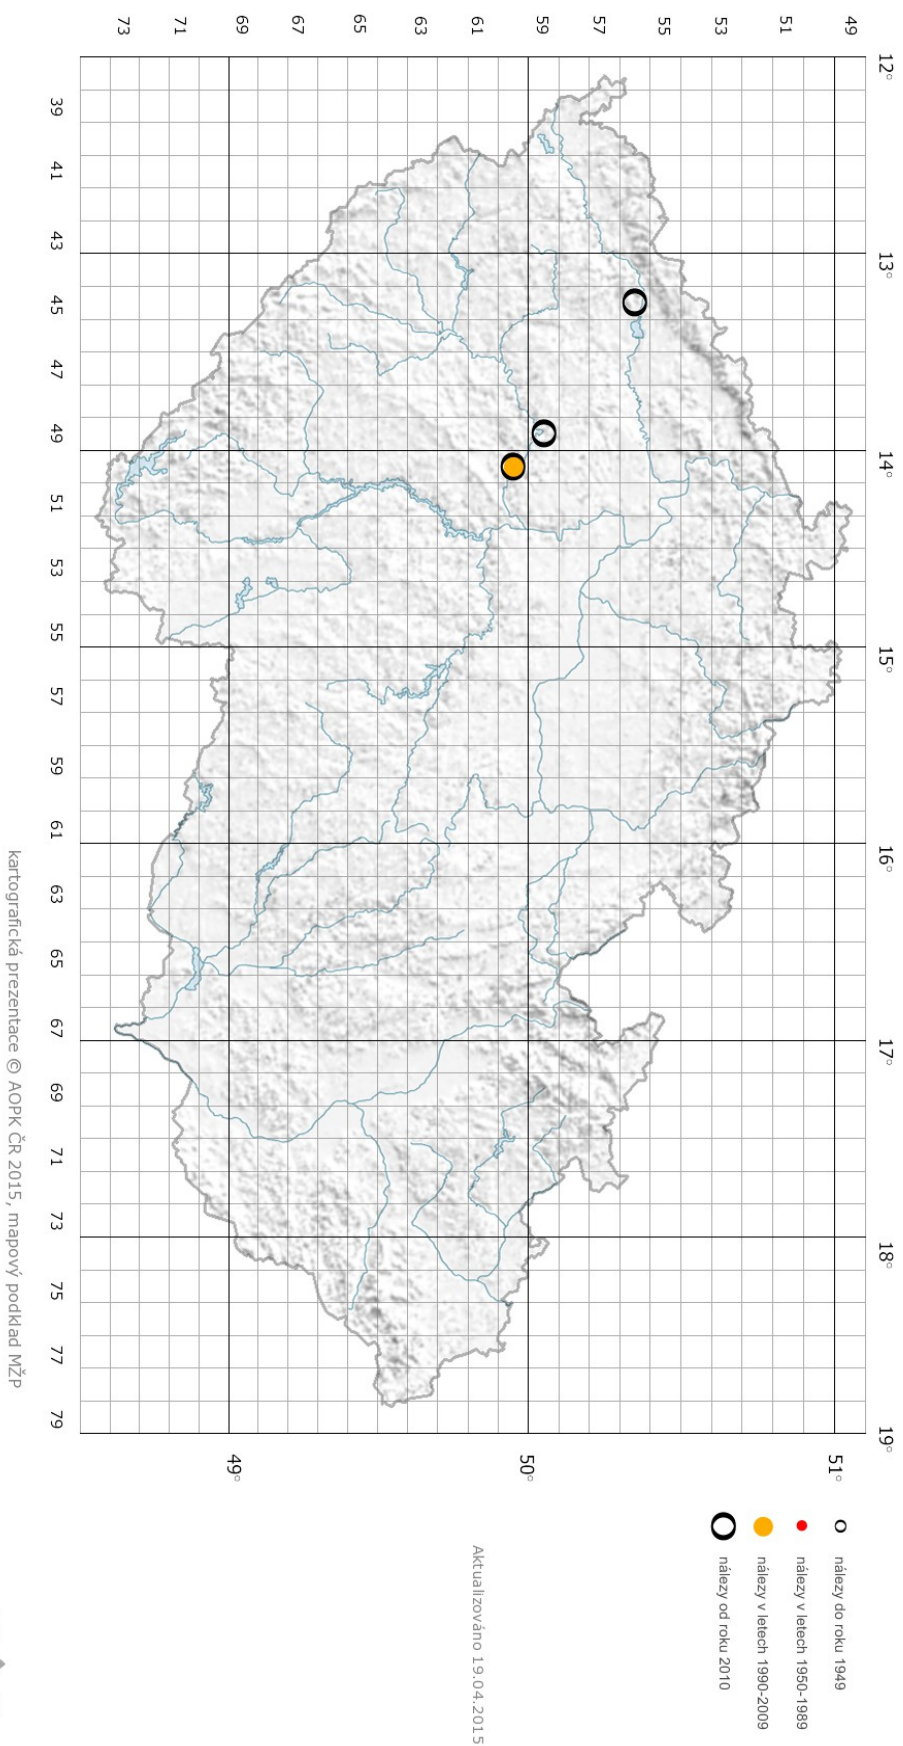 12° 13° 14° 15° 16° 17° 18° 19°
49
51
53
55
57
59
61
63
65
67
69
71
73
51°
50°
49°
39 41 43 45 47 49 51 53 55 57 59 61 63 65 67 69 71 73 75 77 79
nálezy do roku 1949
nálezy v letech 1950-1989
nálezy v letech 1990-2009
nálezy od roku 2010
Aktualizováno 19.04.2015
kartografická prezentace © AOPK ČR 2015, mapový podklad MŽP